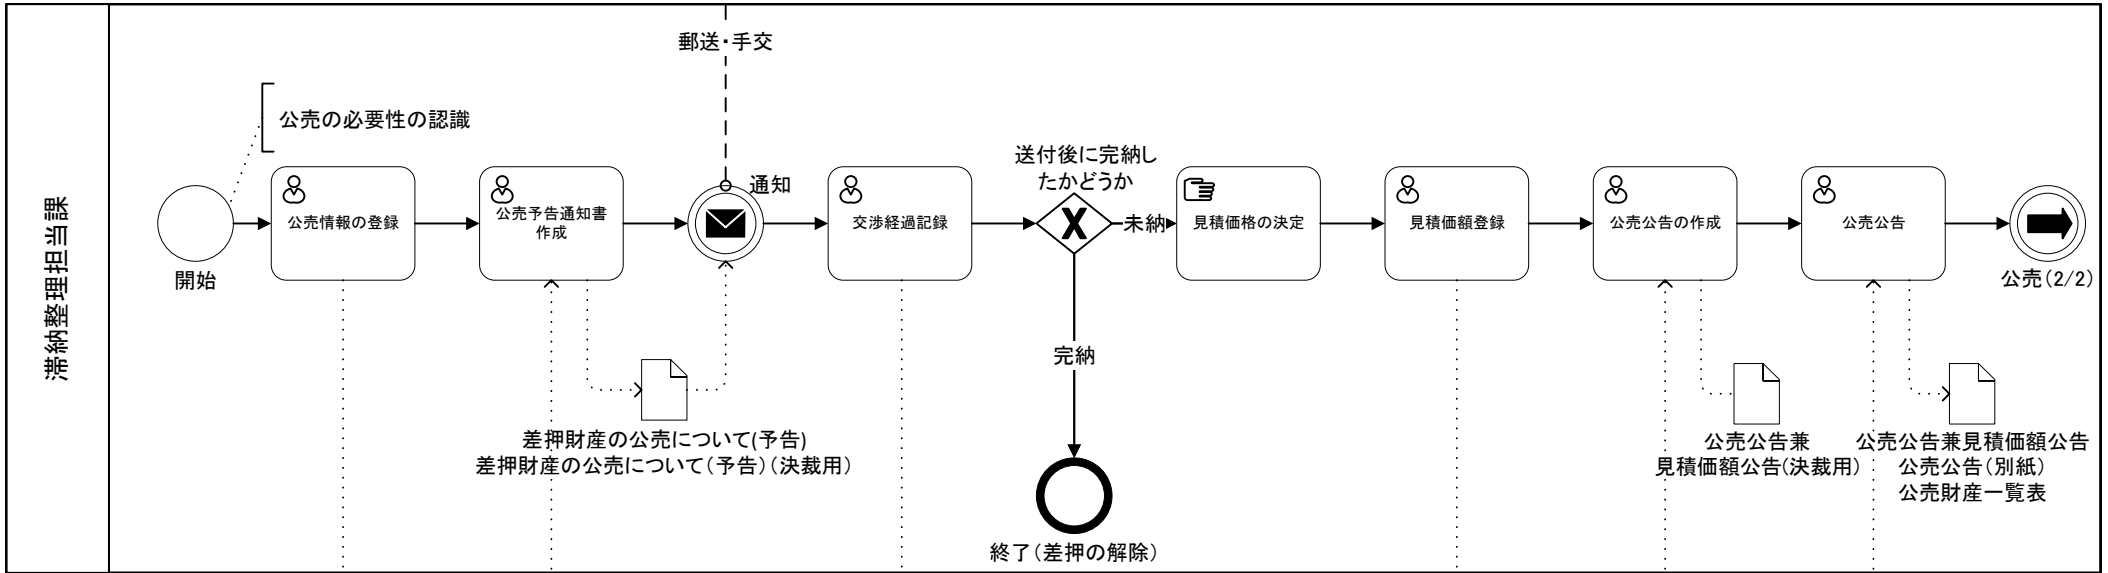 滞納整理担当課
郵送・手交
公売の必要性の認識
開始
公売情報の登録
公売予告通知書
作成
通知
交渉経過記録
送付後に完納し
たかどうか
未納
見積価格の決定
見積価額登録
公売公告の作成
公売公告
公売(2/2)
完納
差押財産の公売について(予告)
差押財産の公売について(予告)(決裁用)
公売公告兼
見積価額公告(決裁用)
公売公告兼見積価額公告
公売公告(別紙)
公売財産一覧表
終了(差押の解除)